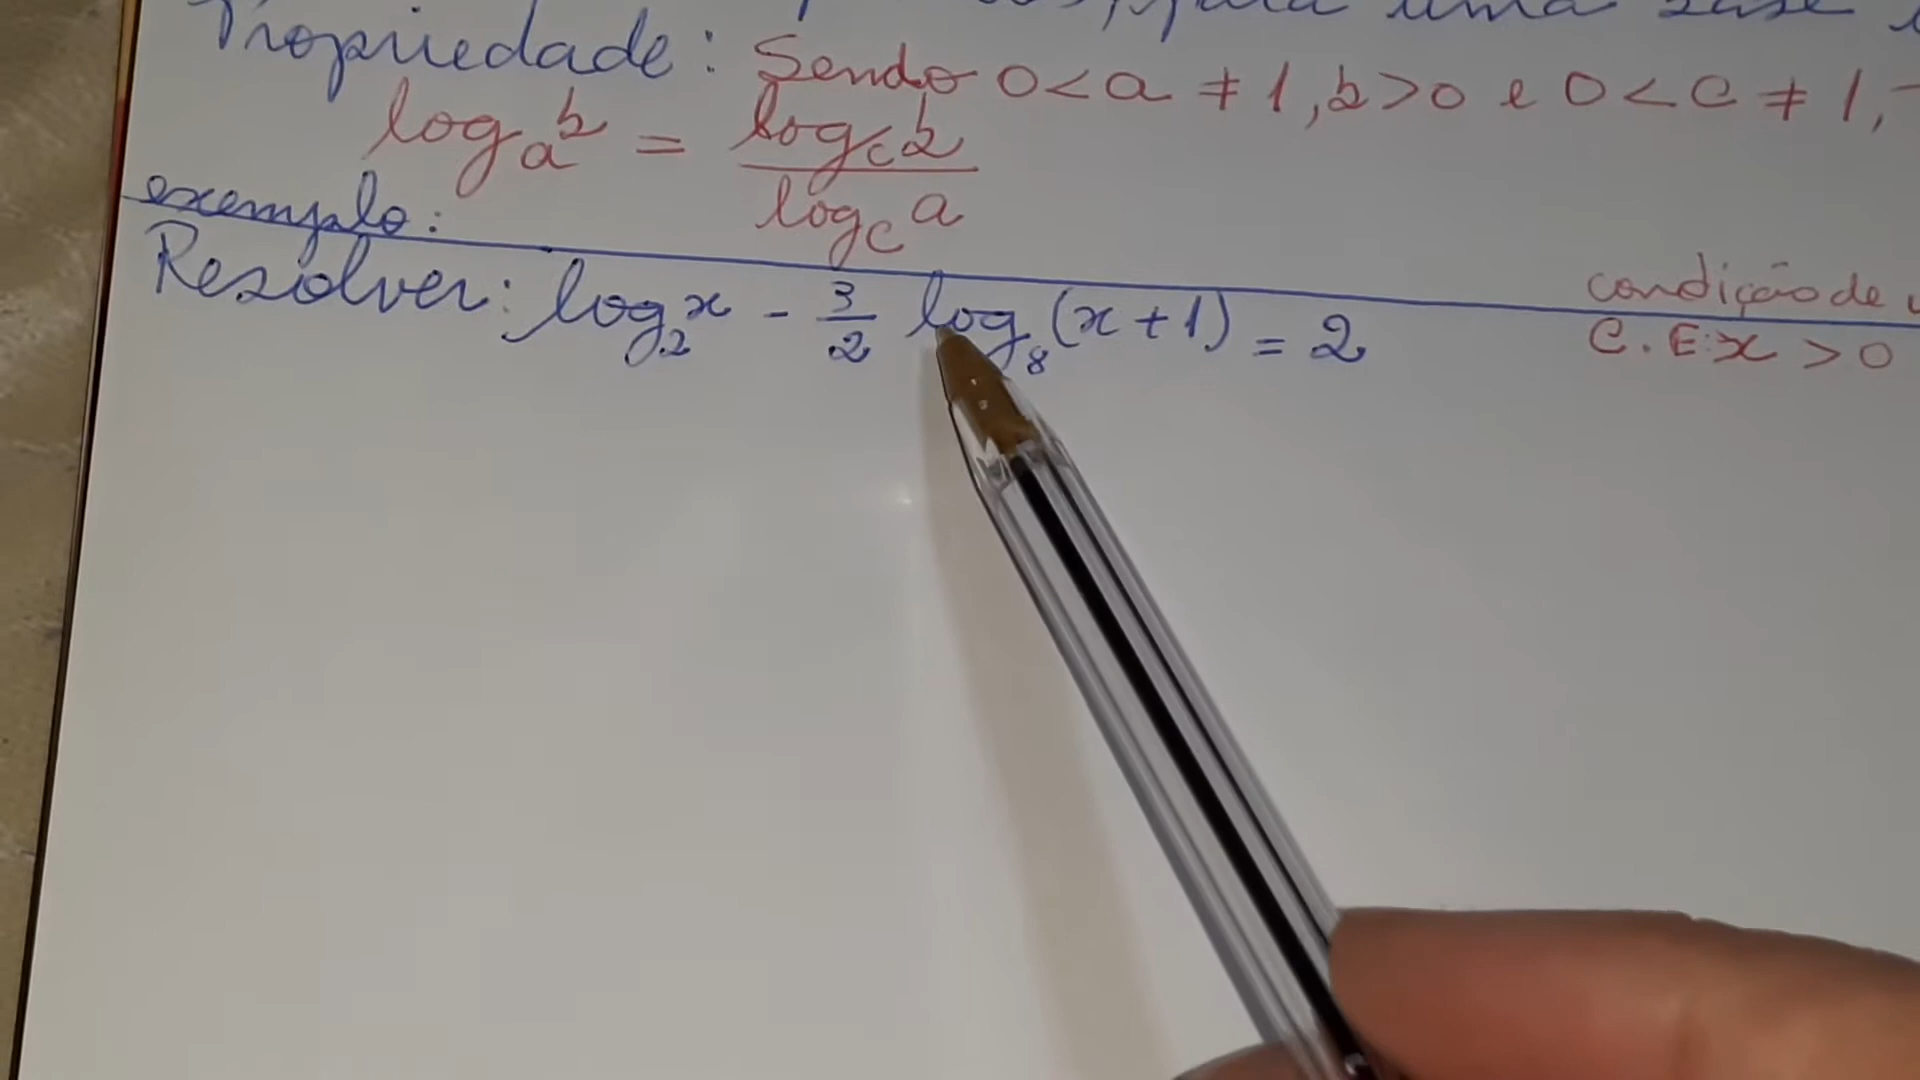 uma
Propriedade: Sendo 0 < a ≠ 1, b > 0 e 0 < c ≠ 1,
log_a b = log_c b / log_c a
exemplo:
Resolver: log_2 x - 3/2 log_8 (x + 1) = 2
condição de
C.E: x > 0